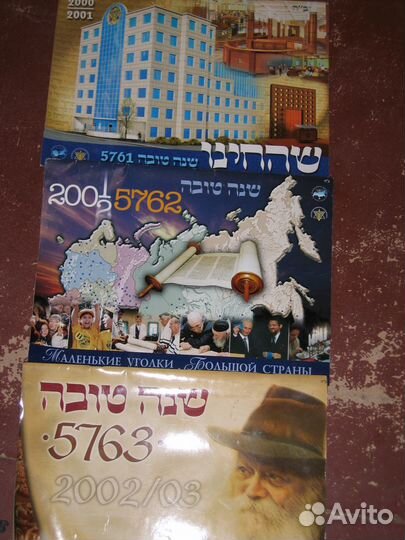 2000
2001
ב"ה
שנה טובה 5761
שהחינו
2001/2 5762
שנה טובה
Маленькие уголки Большой страны
שנה טובה
·5763·
2002/03
Avito